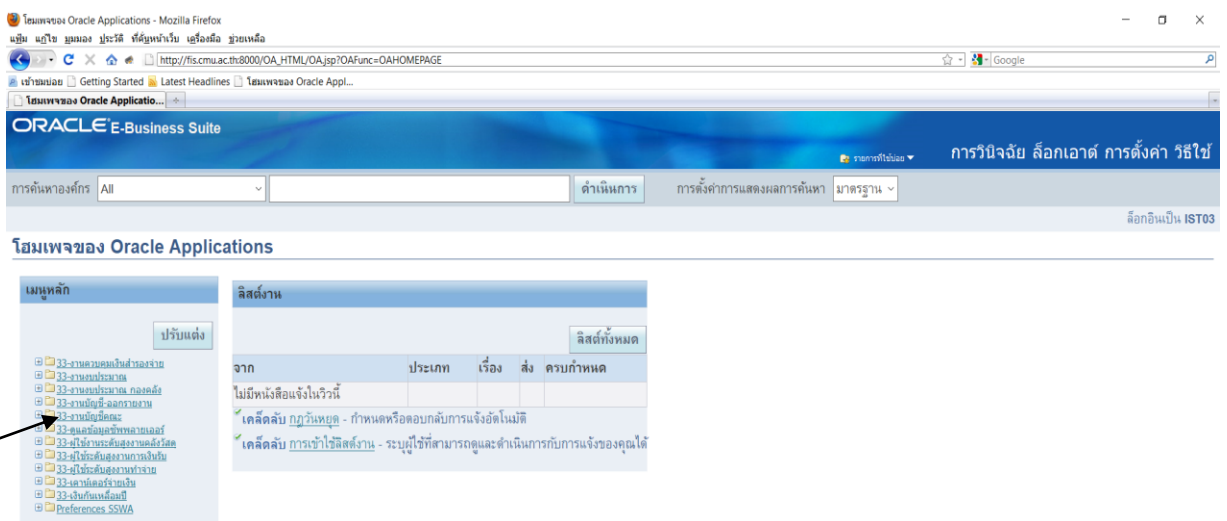 โฮมเพจของ Oracle Applications - Mozilla Firefox
แฟ้ม แก้ไข มุมมอง ประวัติ ที่คั่นหน้าเว็บ เครื่องมือ ช่วยเหลือ
http://fis.cmu.ac.th:8000/OA_HTML/OA.jsp?OAFunc=OAHOMEPAGE
Google
เข้าชมบ่อย Getting Started Latest Headlines โฮมเพจของ Oracle Appl...
โฮมเพจของ Oracle Applicatio...
ORACLE E-Business Suite
รายการที่ใช้บ่อย การวินิจฉัย ล็อกเอาต์ การตั้งค่า วิธีใช้
การค้นหาองค์กร All ดำเนินการ การตั้งค่าการแสดงผลการค้นหา มาตรฐาน
ล็อกอินเป็น IST03
โฮมเพจของ Oracle Applications
เมนูหลัก
ปรับแต่ง
33-งานควบคุมเงินสำรองจ่าย
33-งานงบประมาณ
33-งานงบประมาณ กองคลัง
33-งานบัญชี-ออกรายงาน
33-งานบัญชีคณะ
33-ดูแลข้อมูลซัพพลายเออร์
33-ผู้ใช้งานระดับสูงงานคลังวัสดุ
33-ผู้ใช้ระดับสูงงานการเงินรับ
33-ผู้ใช้ระดับสูงงานทำจ่าย
33-เคาน์เตอร์จ่ายเงิน
33-เงินกันเหลื่อมปี
Preferences SSWA
ลิสต์งาน
ลิสต์ทั้งหมด
จาก ประเภท เรื่อง ส่ง ครบกำหนด
ไม่มีหนังสือแจ้งในวิวนี้
เคล็ดลับ กฎวันหยุด - กำหนดหรือตอบกลับการแจ้งอัตโนมัติ
เคล็ดลับ การเข้าใช้ลิสต์งาน - ระบุผู้ใช้ที่สามารถดูและดำเนินการกับการแจ้งของคุณได้